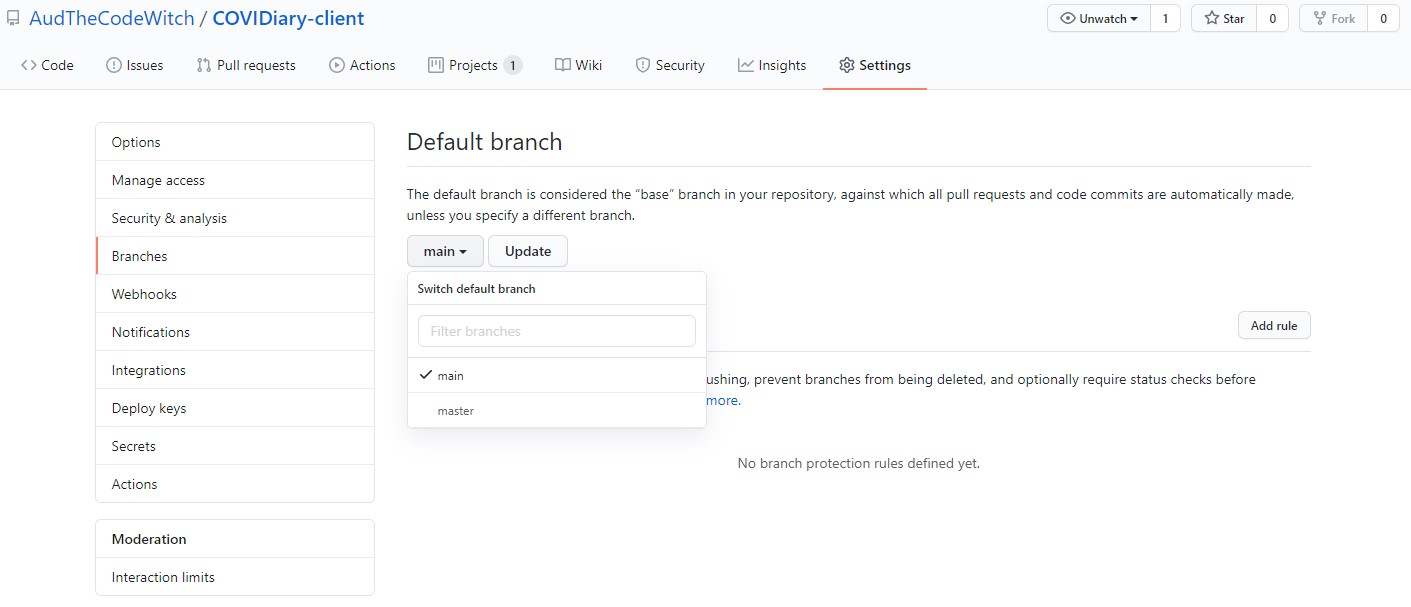 AudTheCodeWitch / COVIDiary-client
Unwatch 1 Star 0 Fork 0
Code Issues Pull requests Actions Projects 1 Wiki Security Insights Settings
Options
Manage access
Security & analysis
Branches
Webhooks
Notifications
Integrations
Deploy keys
Secrets
Actions
Moderation
Interaction limits
Default branch
The default branch is considered the “base” branch in your repository, against which all pull requests and code commits are automatically made,
unless you specify a different branch.
main Update
Switch default branch
Filter branches
main
master
Add rule
ushing, prevent branches from being deleted, and optionally require status checks before
more.
No branch protection rules defined yet.